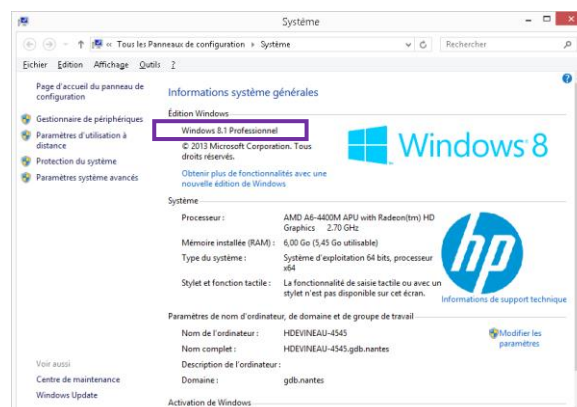 Système
« Tous les Panneaux de configuration › Système
Rechercher
Fichier Edition Affichage Outils ?
Page d'accueil du panneau de
configuration
Gestionnaire de périphériques
Paramètres d'utilisation à
distance
Protection du système
Paramètres système avancés
Informations système générales
Édition Windows
Windows 8.1 Professionnel
© 2013 Microsoft Corporation. Tous
droits réservés.
Obtenir plus de fonctionnalités avec une
nouvelle édition de Windows
Windows 8
Système
Processeur : AMD A6-4400M APU with Radeon(tm) HD
Graphics 2.70 GHz
Mémoire installée (RAM) : 6,00 Go (5,45 Go utilisable)
Type du système : Système d'exploitation 64 bits, processeur
x64
Stylet et fonction tactile : La fonctionnalité de saisie tactile ou avec un
stylet n'est pas disponible sur cet écran.
hp
Informations de support technique
Paramètres de nom d'ordinateur, de domaine et de groupe de travail
Nom de l'ordinateur : HDEVINEAU-4545
Modifier les
paramètres
Nom complet : HDEVINEAU-4545.gdb.nantes
Description de l'ordinateur :
Domaine : gdb.nantes
Voir aussi
Centre de maintenance
Windows Update
Activation de Windows